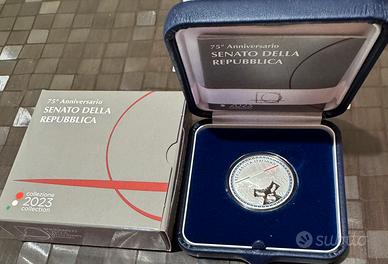 75° Anniversario
SENATO DELLA
REPUBBLICA
75° Anniversario
SENATO DELLA
REPUBBLICA
collezione
2023
collection
2023
subito